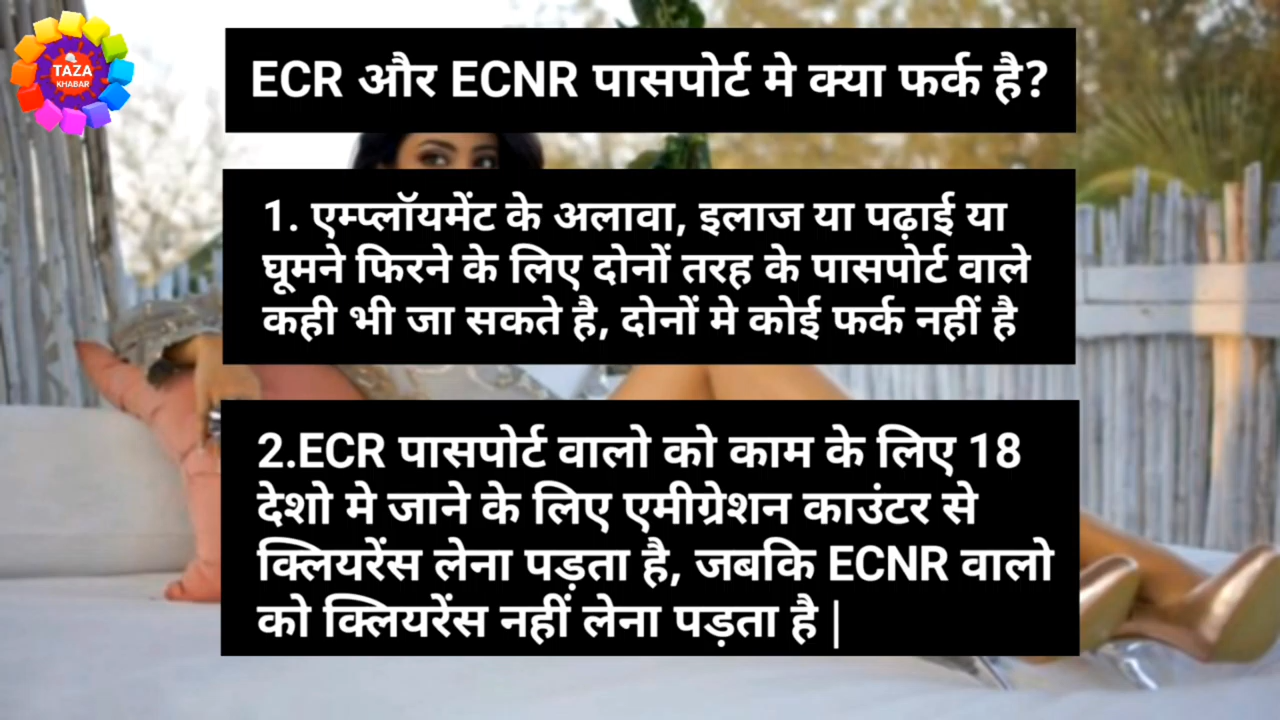 TAZA
KHABAR
ECR और ECNR पासपोर्ट मे क्या फर्क है?
1. एम्प्लॉयमेंट के अलावा, इलाज या पढ़ाई या
घूमने फिरने के लिए दोनों तरह के पासपोर्ट वाले
कही भी जा सकते है, दोनों मे कोई फर्क नहीं है
2.ECR पासपोर्ट वालो को काम के लिए 18
देशो मे जाने के लिए एमीग्रेशन काउंटर से
क्लियरेंस लेना पड़ता है, जबकि ECNR वालो
को क्लियरेंस नहीं लेना पड़ता है |